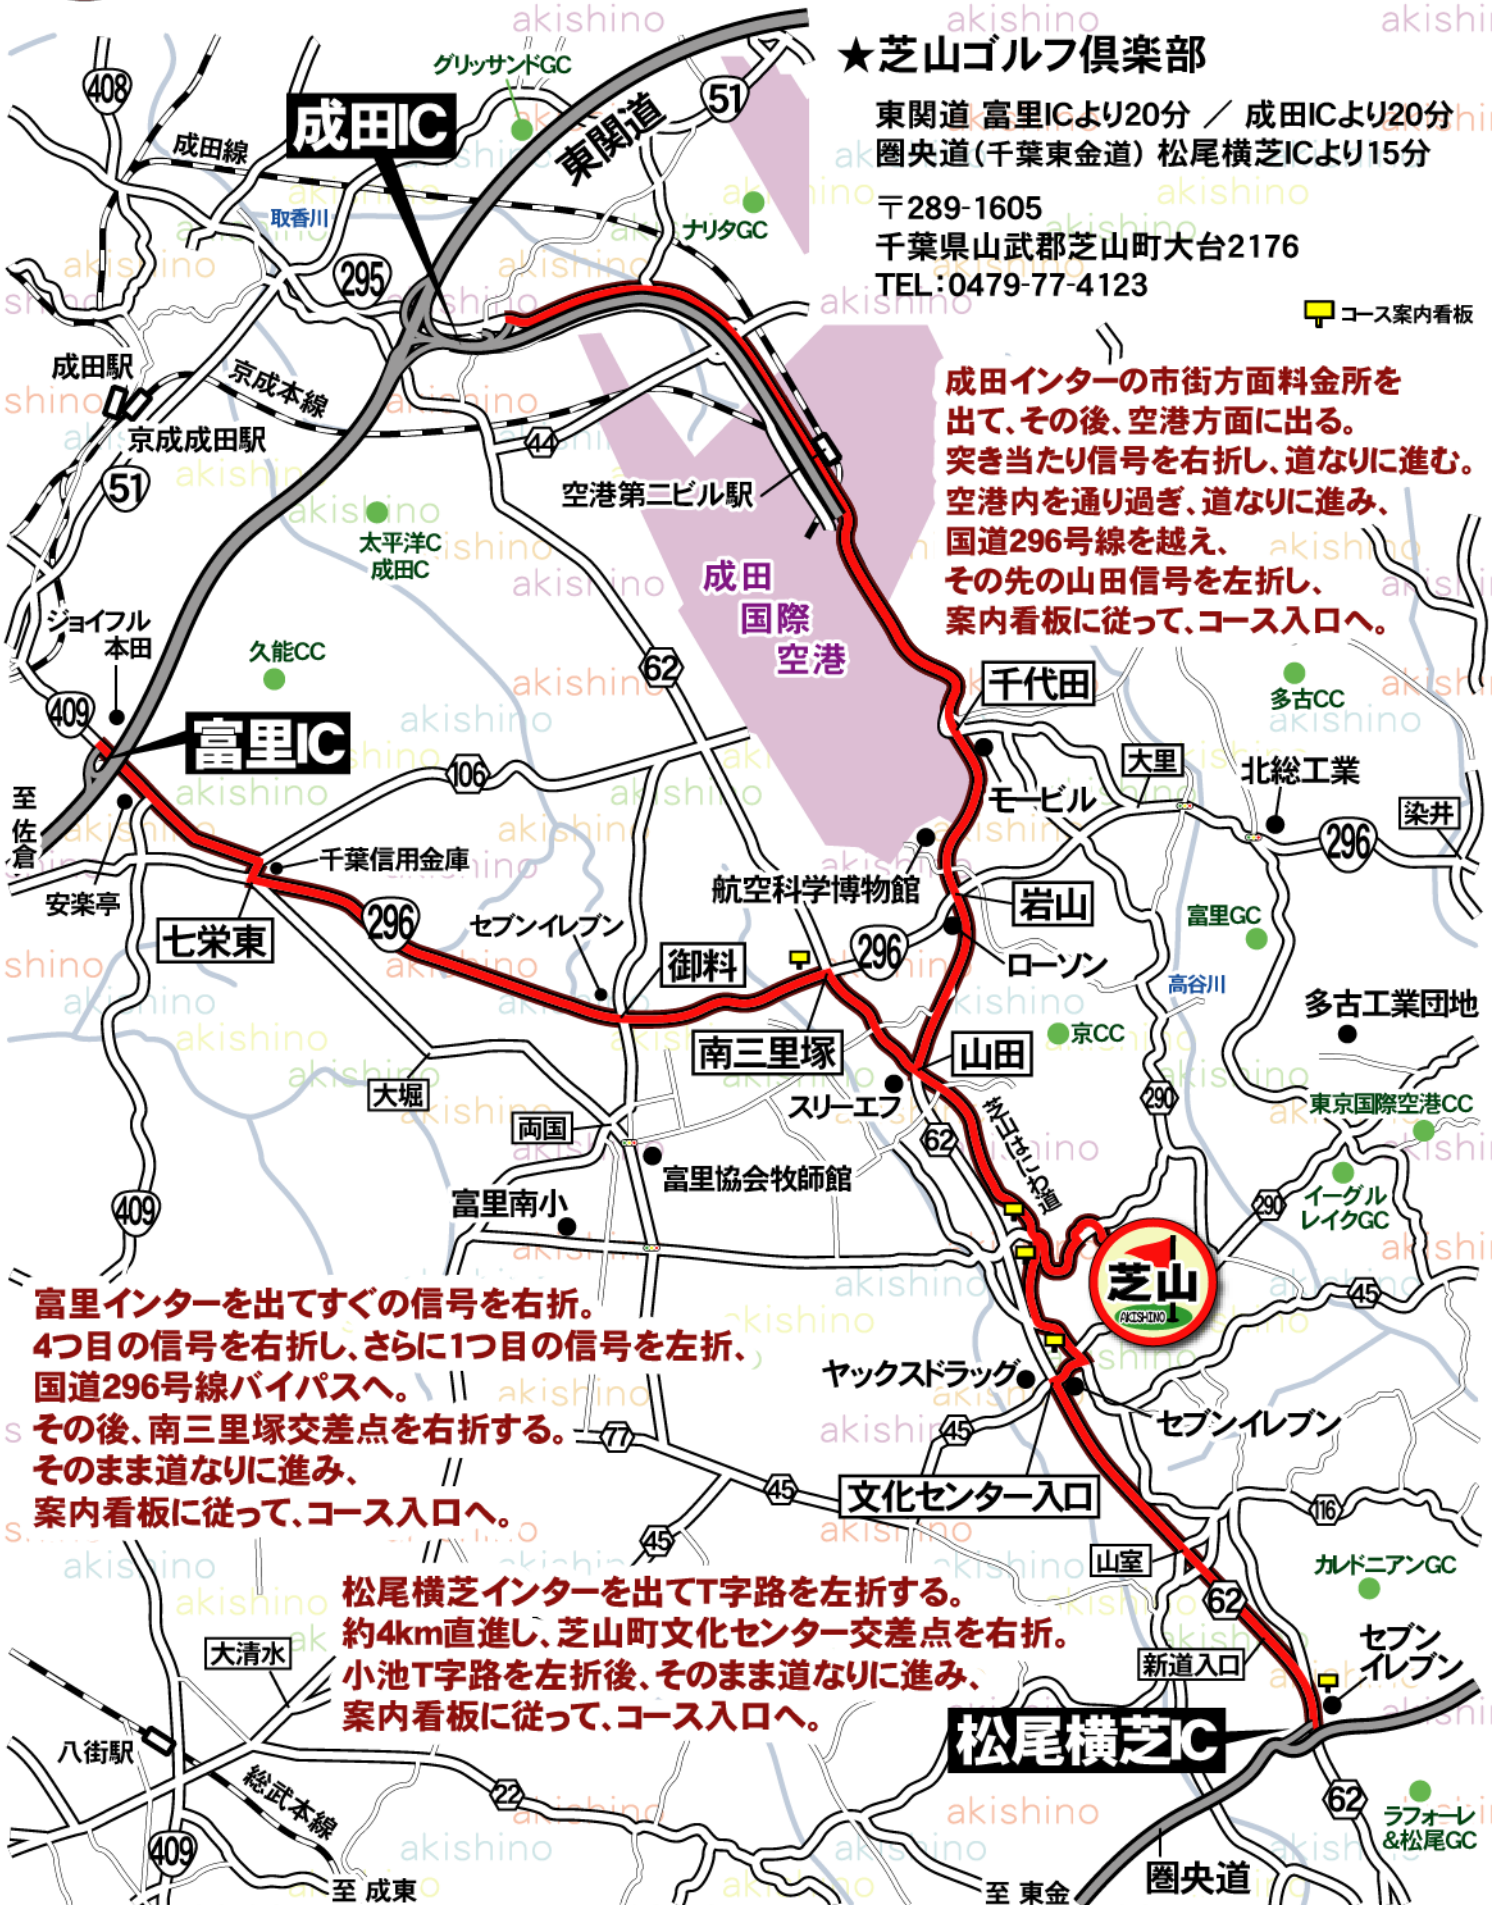 ★芝山ゴルフ倶楽部
東関道 富里ICより20分 ／ 成田ICより20分
圏央道(千葉東金道) 松尾横芝ICより15分
〒289-1605
千葉県山武郡芝山町大台2176
TEL:0479-77-4123
コース案内看板
成田インターの市街方面料金所を
出て、その後、空港方面に出る。
突き当たり信号を右折し、道なりに進む。
空港内を通り過ぎ、道なりに進み、
国道296号線を越え、
その先の山田信号を左折し、
案内看板に従って、コース入口へ。
グリッサンドGC
408
成田IC
51
東関道
成田線
取香川
ナリタGC
295
成田駅
京成本線
京成成田駅
44
51
空港第二ビル駅
太平洋C
成田C
成田
国際
空港
ジョイフル
本田
久能CC
62
千代田
多古CC
409
富里IC
106
大里
北総工業
モービル
染井
296
至
佐倉
千葉信用金庫
安楽亭
航空科学博物館
岩山
富里GC
七栄東
296
セブンイレブン
御料
296
ローソン
高谷川
多古工業団地
南三里塚
山田
京CC
大堀
スリーエフ
290
東京国際空港CC
両国
62
芝山はにわ道
富里協会牧師館
409
富里南小
290
イーグル
レイクGC
芝山
AKISHINO
45
富里インターを出てすぐの信号を右折。
4つ目の信号を右折し、さらに1つ目の信号を左折、
国道296号線バイパスへ。
その後、南三里塚交差点を右折する。
そのまま道なりに進み、
案内看板に従って、コース入口へ。
ヤックスドラッグ
セブンイレブン
77
45
45
文化センター入口
116
45
山室
カルドニアンGC
62
松尾横芝インターを出てT字路を左折する。
約4km直進し、芝山町文化センター交差点を右折。
小池T字路を左折後、そのまま道なりに進み、
案内看板に従って、コース入口へ。
大清水
新道入口
セブン
イレブン
松尾横芝IC
八街駅
総武本線
22
62
ラフォーレ
&松尾GC
409
至 成東
至 東金
圏央道
akishino